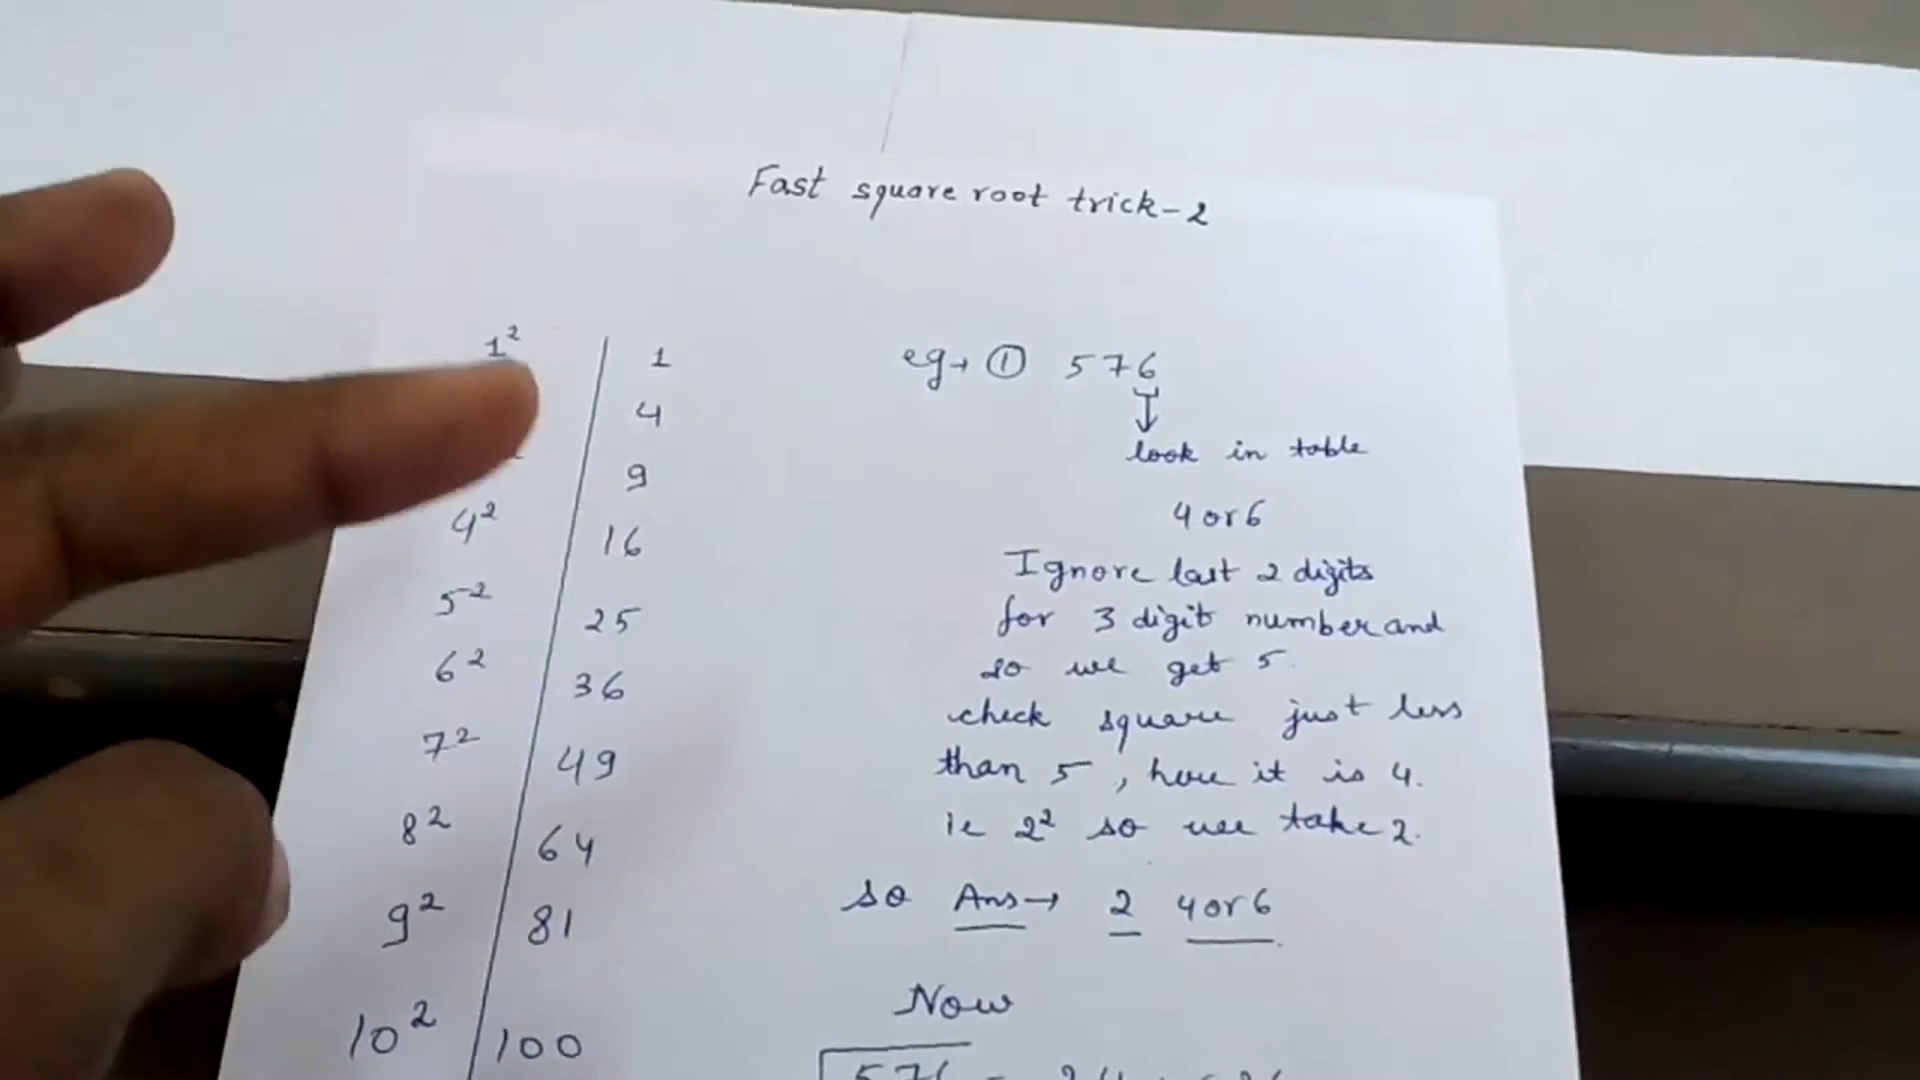 Fast square root trick-2
1² 1
4
9
4² 16
5² 25
6² 36
7² 49
8² 64
9² 81
10² 100
eg→ ① 576
look in table
4 or 6
Ignore last 2 digits
for 3 digit number and
so we get 5.
check square just less
than 5, here it is 4.
ie 2² so we take 2.
so Ans→ 2 4 or 6
Now